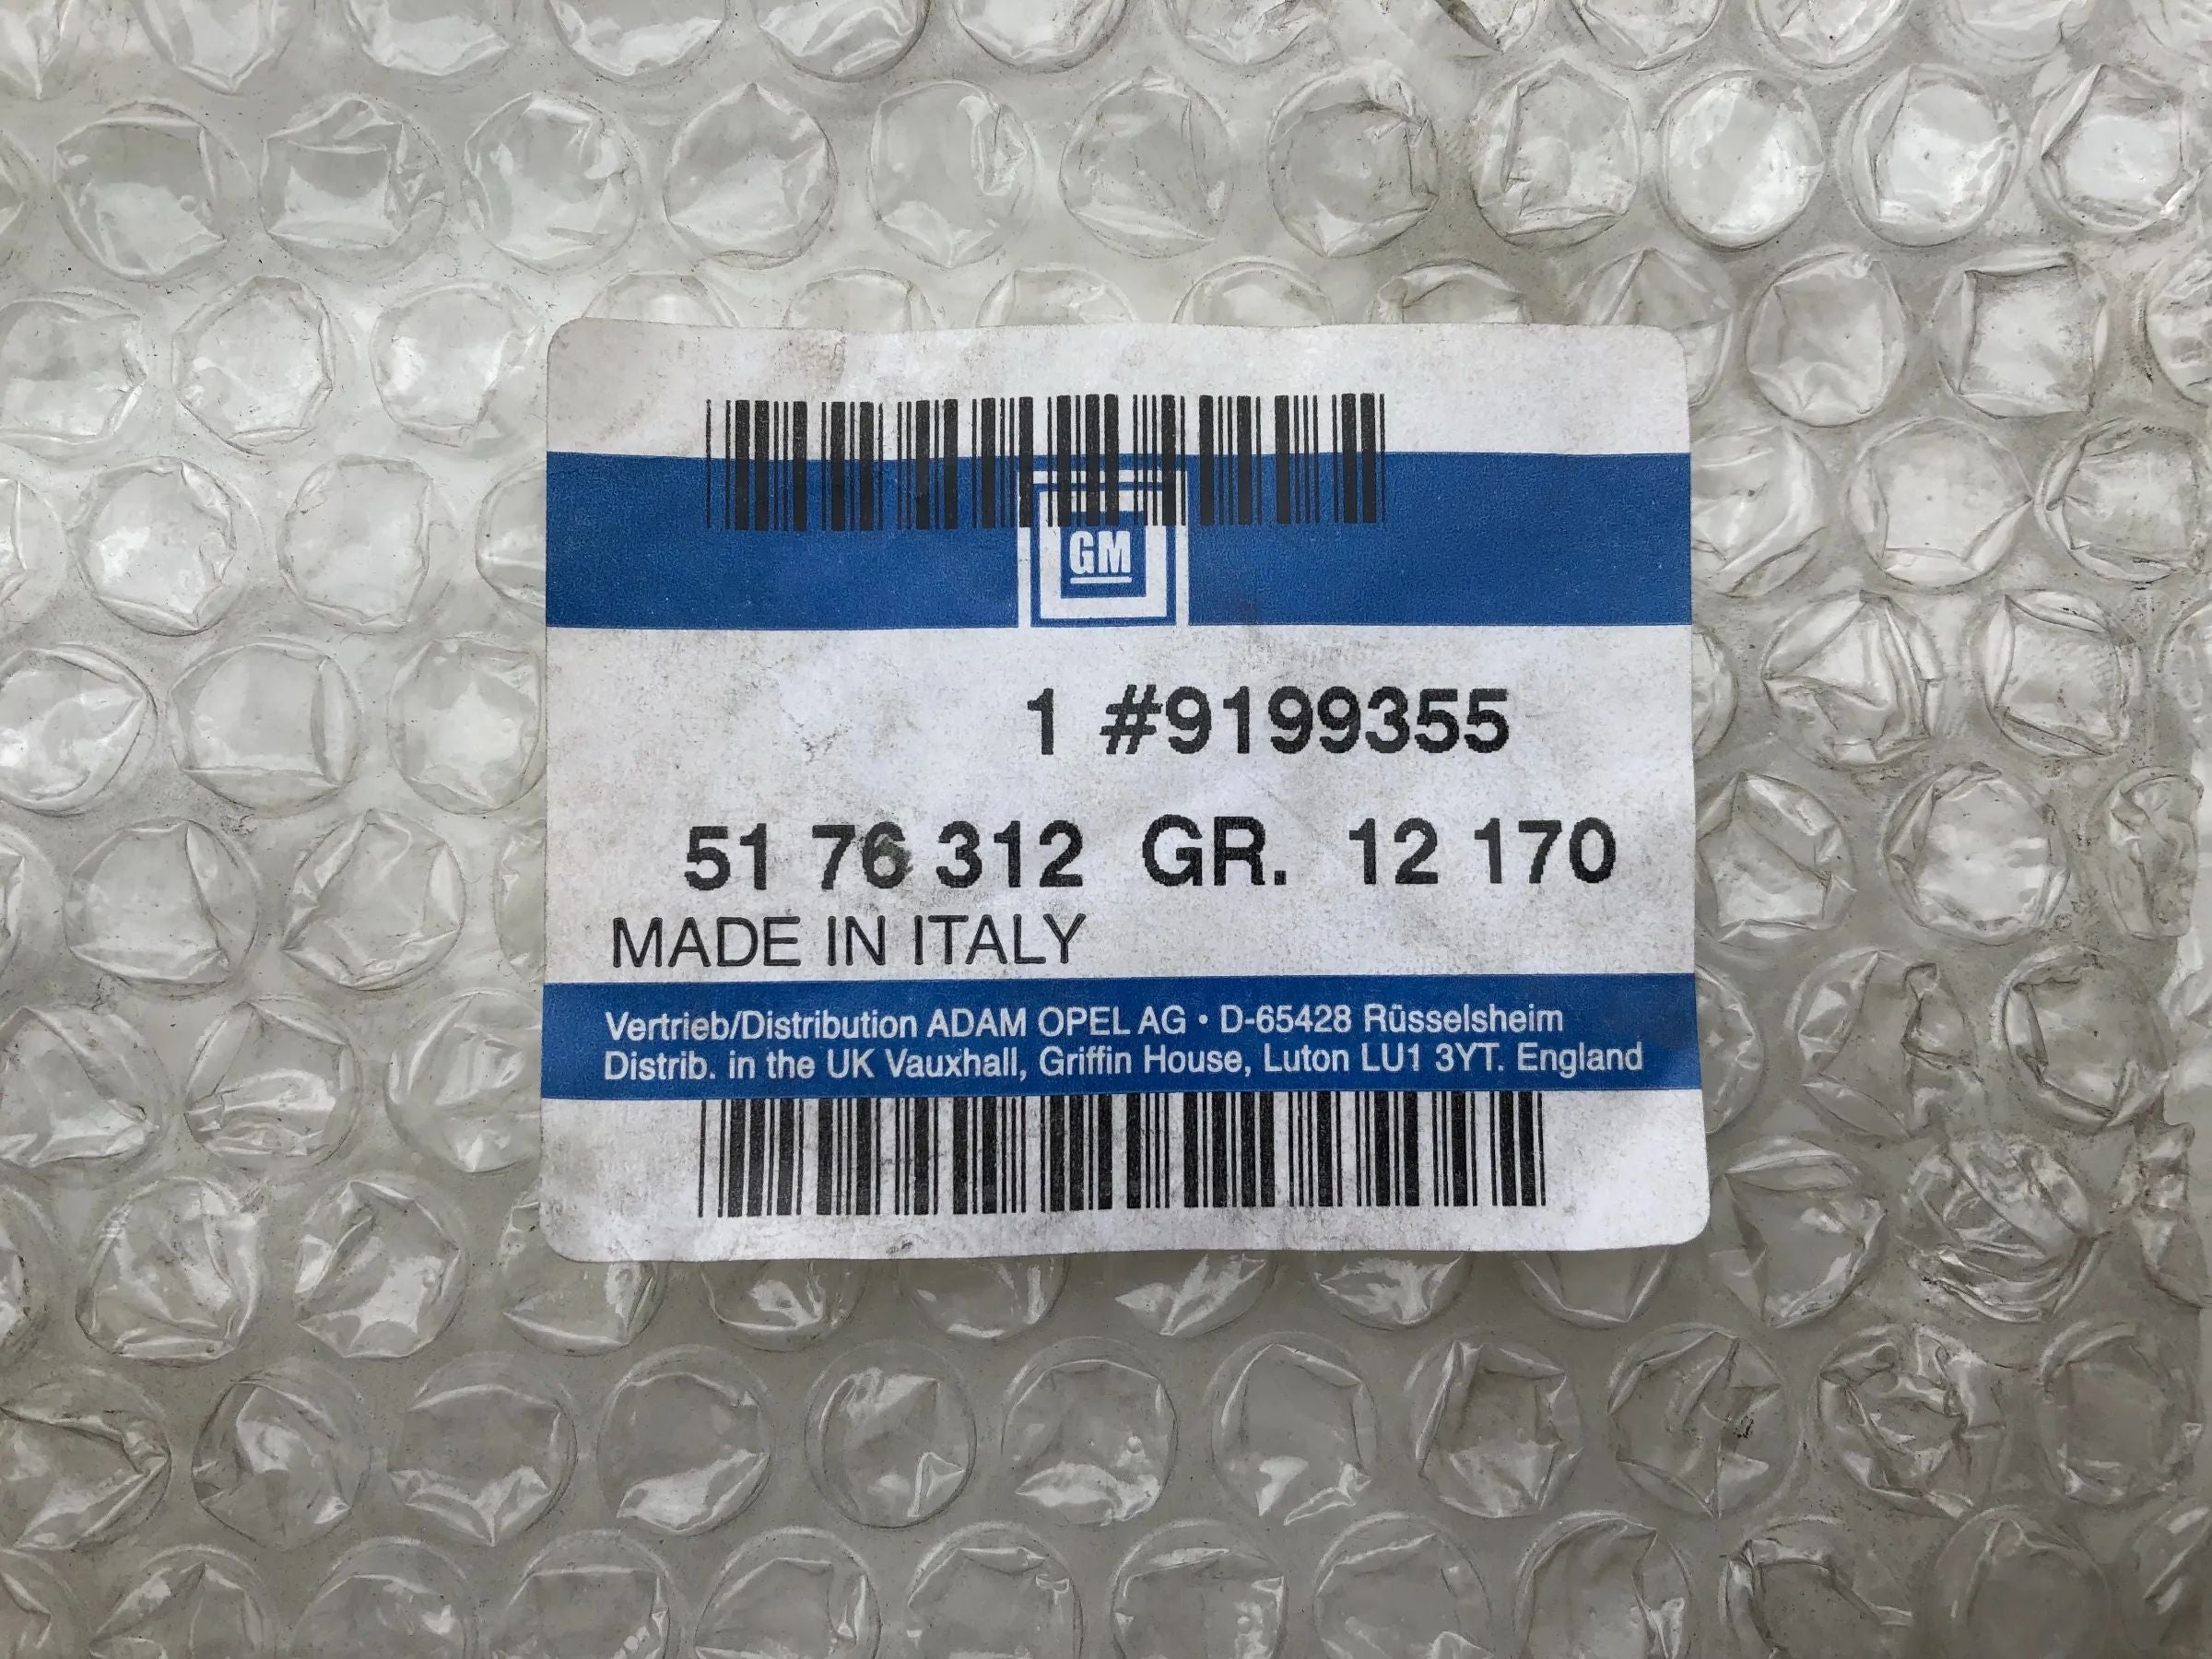 GM
1 #9199355
51 76 312 GR. 12 170
MADE IN ITALY
Vertrieb/Distribution ADAM OPEL AG • D-65428 Rüsselsheim
Distrib. in the UK Vauxhall, Griffin House, Luton LU1 3YT. England